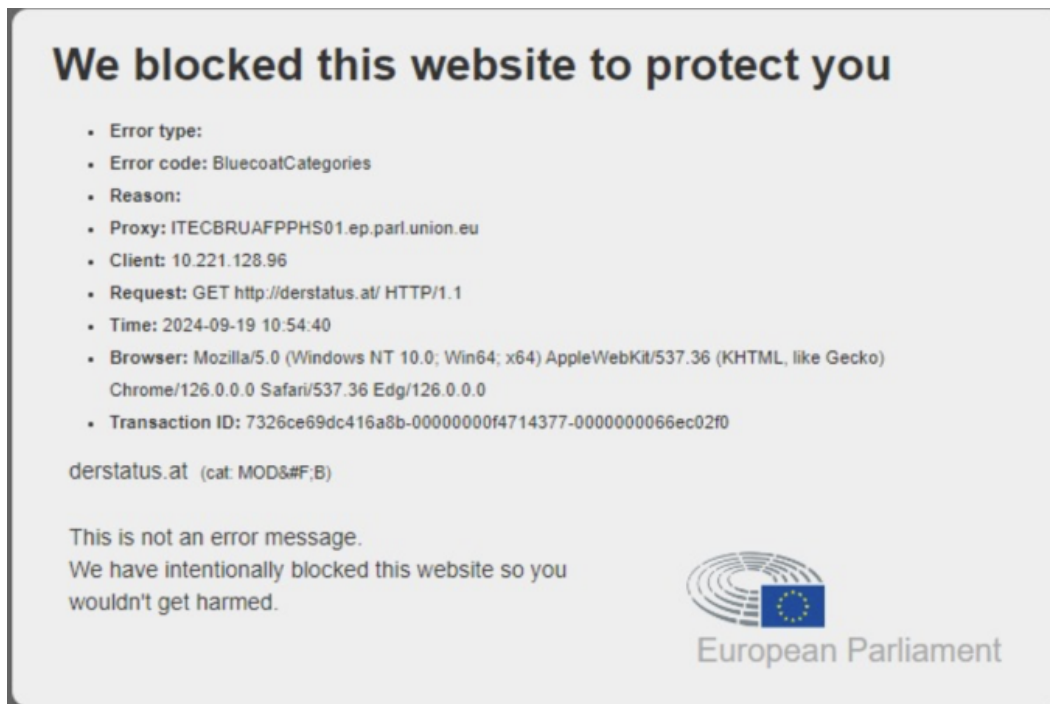 We blocked this website to protect you
Error type:
Error code: BluecoatCategories
Reason:
Proxy: ITECBRUAFPPHS01.ep.parl.union.eu
Client: 10.221.128.96
Request: GET http://derstatus.at/ HTTP/1.1
Time: 2024-09-19 10:54:40
Browser: Mozilla/5.0 (Windows NT 10.0; Win64; x64) AppleWebKit/537.36 (KHTML, like Gecko)
Chrome/126.0.0.0 Safari/537.36 Edg/126.0.0.0
Transaction ID: 7326ce69dc416a8b-00000000f4714377-0000000066ec02f0
derstatus.at (cat: MOD&#F;B)
This is not an error message.
We have intentionally blocked this website so you
wouldn't get harmed.
European Parliament